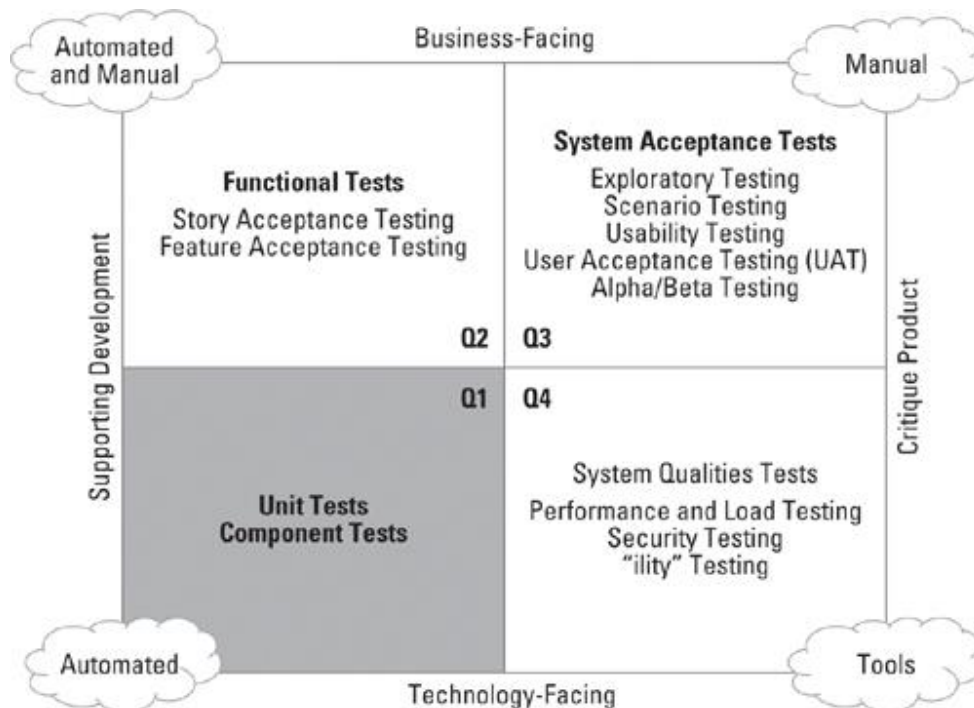 Automated
and Manual
Business-Facing
Manual
Functional Tests
Story Acceptance Testing
Feature Acceptance Testing
System Acceptance Tests
Exploratory Testing
Scenario Testing
Usability Testing
User Acceptance Testing (UAT)
Alpha/Beta Testing
Supporting Development
Critique Product
Q2
Q3
Q1
Q4
Unit Tests
Component Tests
System Qualities Tests
Performance and Load Testing
Security Testing
“ility” Testing
Automated
Technology-Facing
Tools